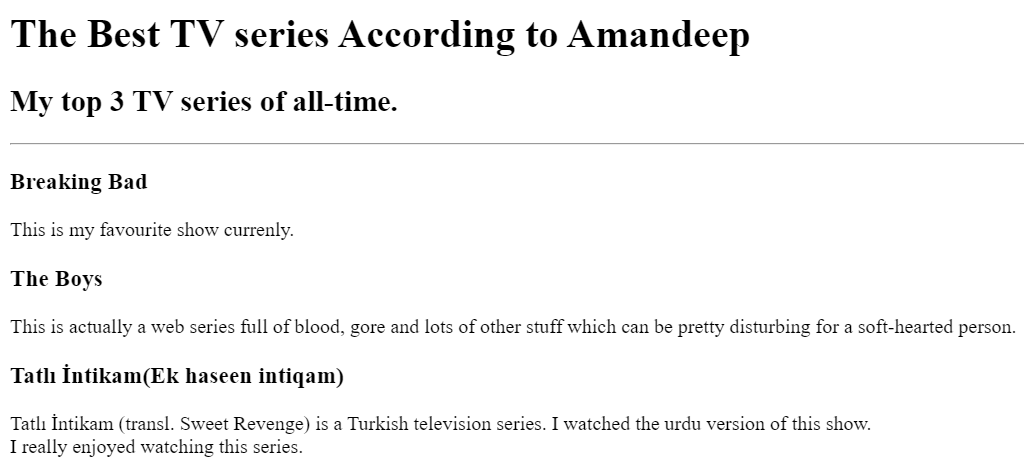 The Best TV series According to Amandeep
My top 3 TV series of all-time.
Breaking Bad
This is my favourite show currenly.
The Boys
This is actually a web series full of blood, gore and lots of other stuff which can be pretty disturbing for a soft-hearted person.
Tatlı İntikam(Ek haseen intiqam)
Tatlı İntikam (transl. Sweet Revenge) is a Turkish television series. I watched the urdu version of this show.
I really enjoyed watching this series.